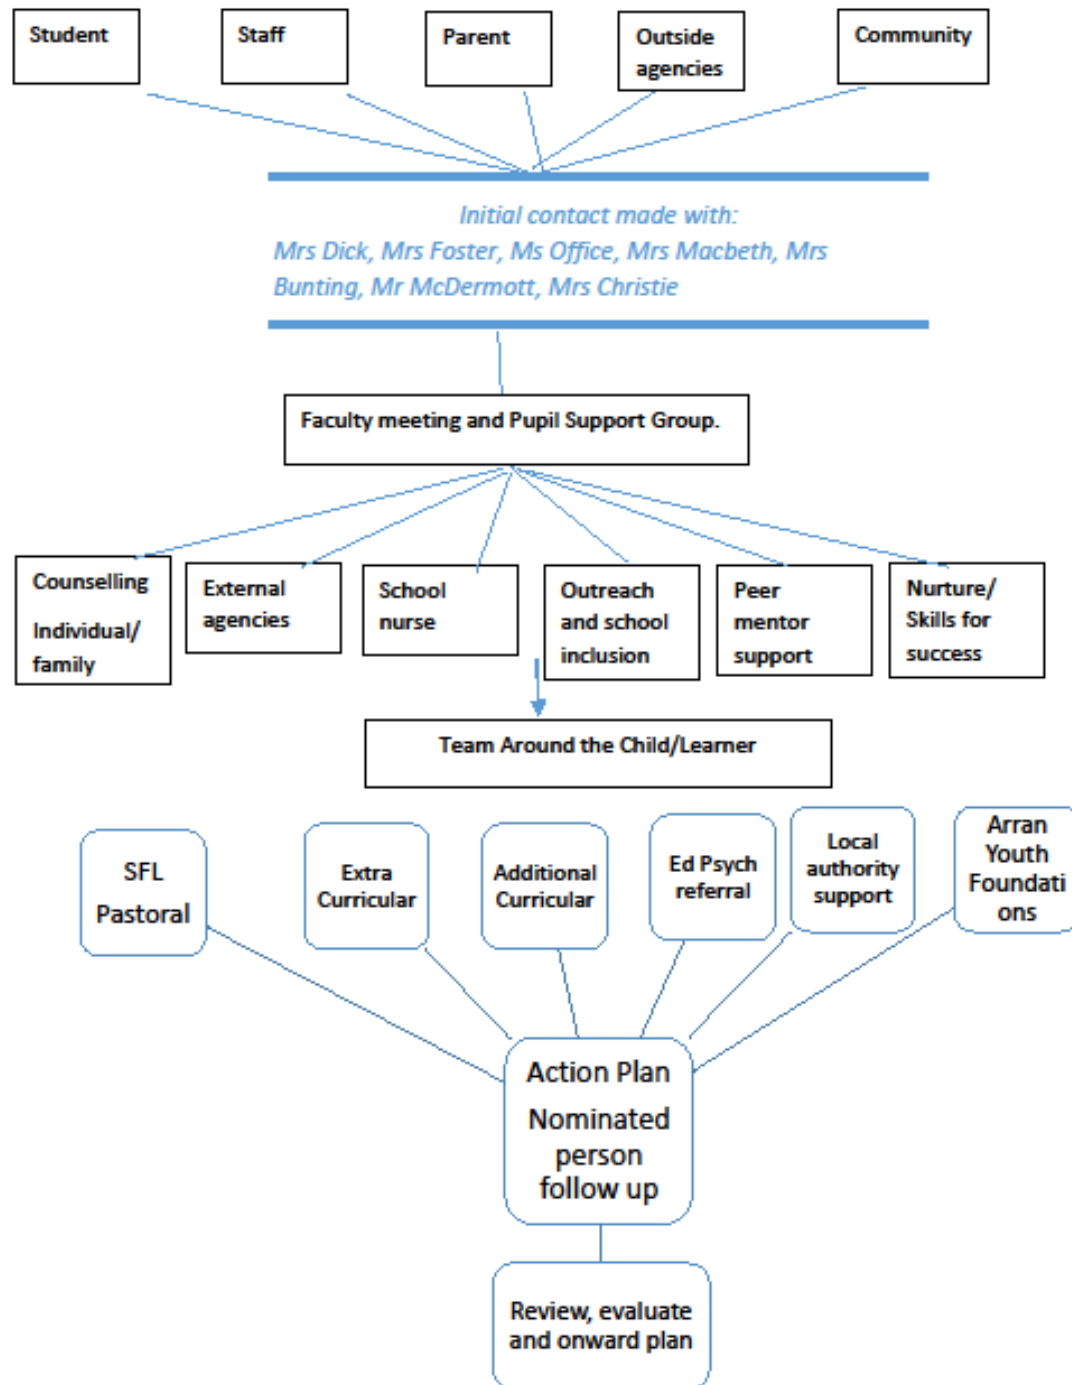 Student
Staff
Parent
Outside
agencies
Community
Initial contact made with:
Mrs Dick, Mrs Foster, Ms Office, Mrs Macbeth, Mrs
Bunting, Mr McDermott, Mrs Christie
Faculty meeting and Pupil Support Group.
Counselling
Individual/
family
External
agencies
School
nurse
Outreach
and school
inclusion
Peer
mentor
support
Nurture/
Skills for
success
Team Around the Child/Learner
SFL
Pastoral
Extra
Curricular
Additional
Curricular
Ed Psych
referral
Local
authority
support
Arran
Youth
Foundati
ons
Action Plan
Nominated
person
follow up
Review, evaluate
and onward plan